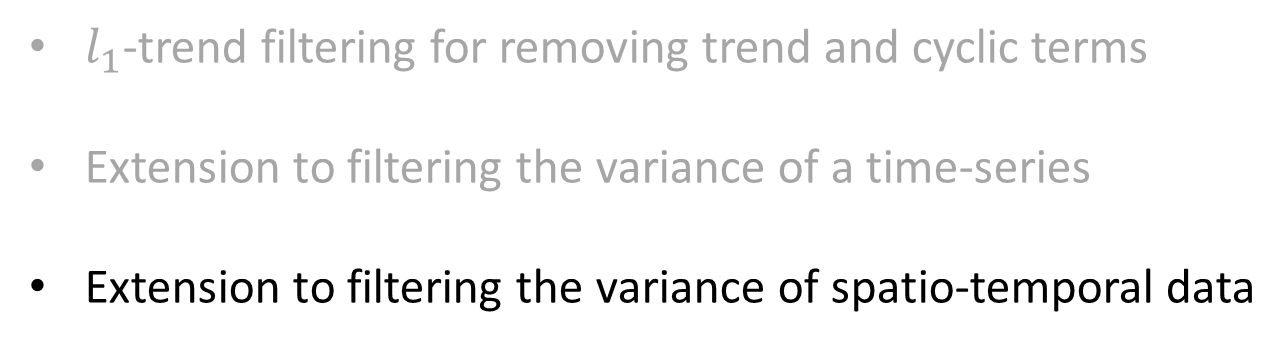 • l₁-trend filtering for removing trend and cyclic terms
• Extension to filtering the variance of a time-series
• Extension to filtering the variance of spatio-temporal data